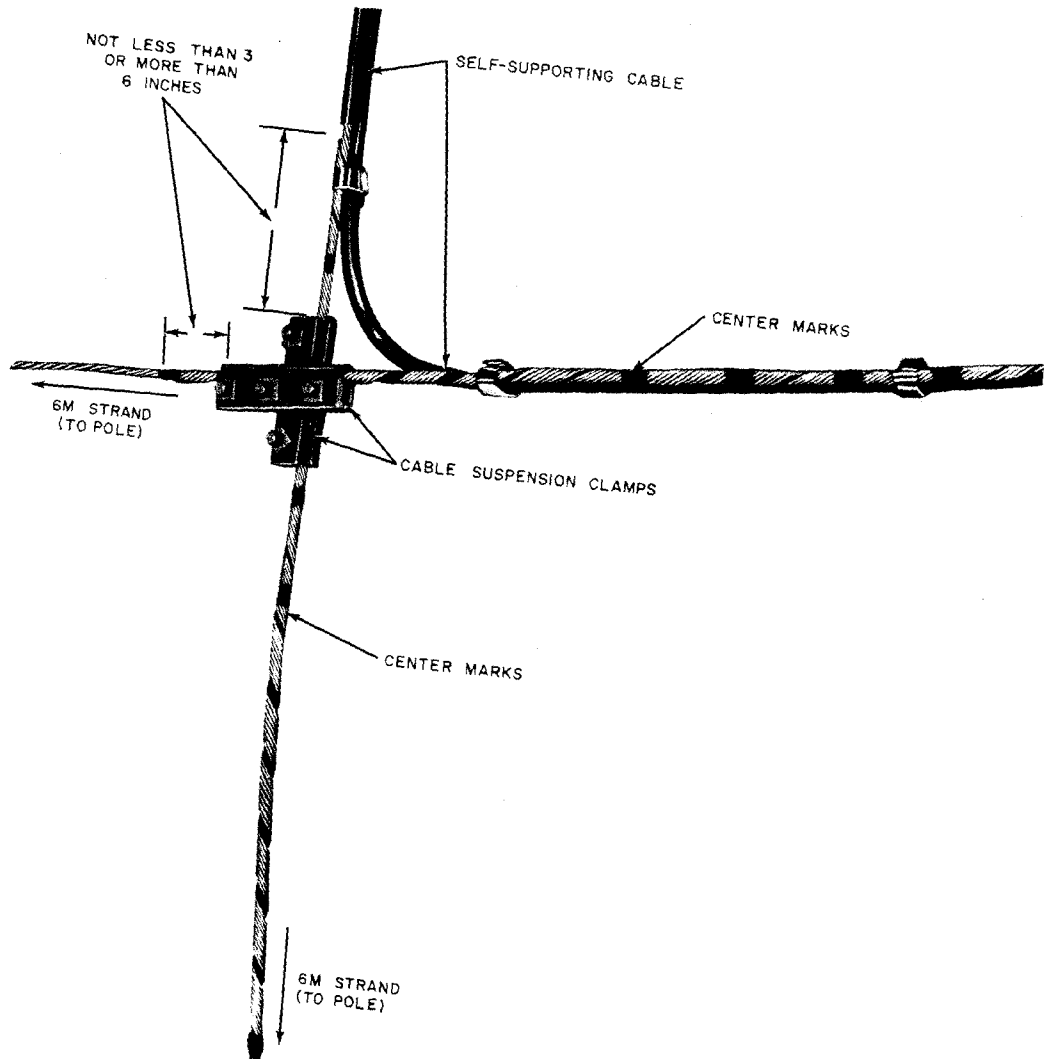 NOT LESS THAN 3
OR MORE THAN
6 INCHES
SELF-SUPPORTING CABLE
CENTER MARKS
6M STRAND
(TO POLE)
CABLE SUSPENSION CLAMPS
CENTER MARKS
6M STRAND
(TO POLE)